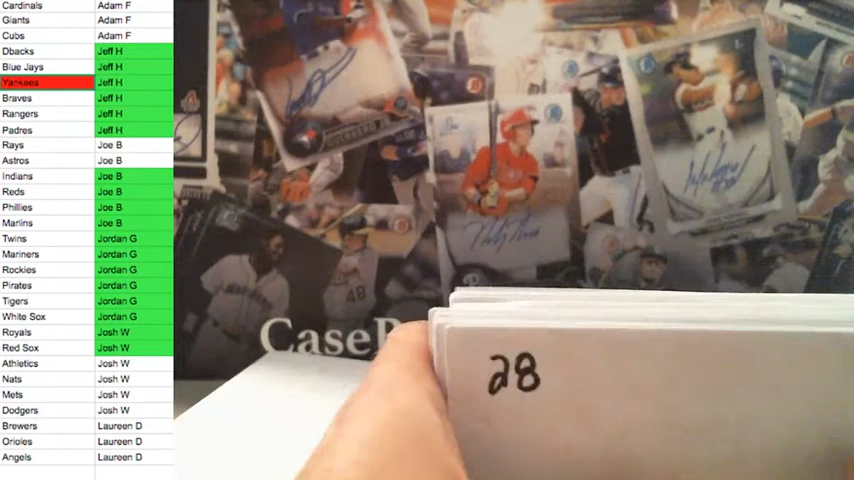 Cardinals Adam F
Giants Adam F
Cubs Adam F
Dbacks Jeff H
Blue Jays Jeff H
Yankees Jeff H
Braves Jeff H
Rangers Jeff H
Padres Jeff H
Rays Joe B
Astros Joe B
Indians Joe B
Reds Joe B
Phillies Joe B
Marlins Joe B
Twins Jordan G
Mariners Jordan G
Rockies Jordan G
Pirates Jordan G
Tigers Jordan G
White Sox Jordan G
Royals Josh W
Red Sox Josh W
Athletics Josh W
Nats Josh W
Mets Josh W
Dodgers Josh W
Brewers Laureen D
Orioles Laureen D
Angels Laureen D
GUERRERO JR.
48
28